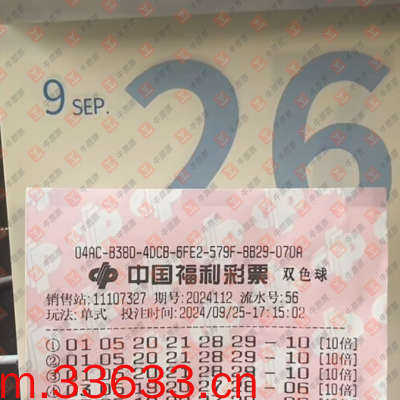 9 SEP.
26
04AC-B38D-4DCB-6FE2-579F-BB29-070A
中国福利彩票 双色球
销售站:11107327 期号:2024112 流水号:56
玩法:单式 投注时间:2024/09/25-17:15:02
① 01 05 20 21 28 29 - 10 [10倍]
② 01 05 20 21 28 29 - 10 [10倍]
m.33633.cn